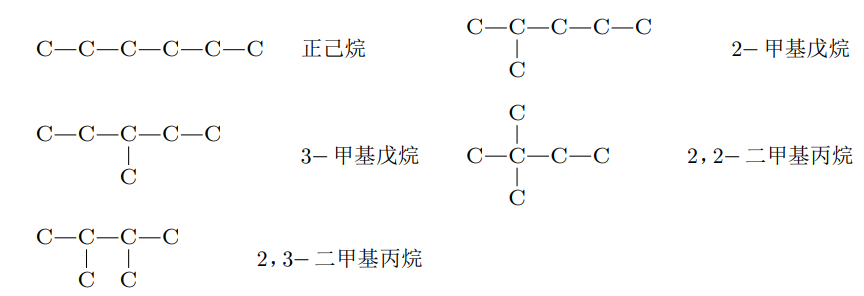 C—C—C—C—C—C 正己烷
C—C—C—C—C
C
2– 甲基戊烷
C—C—C—C—C
C
3– 甲基戊烷
C
C—C—C—C
C
2,2– 二甲基丙烷
C—C—C—C
C C
2,3– 二甲基丙烷